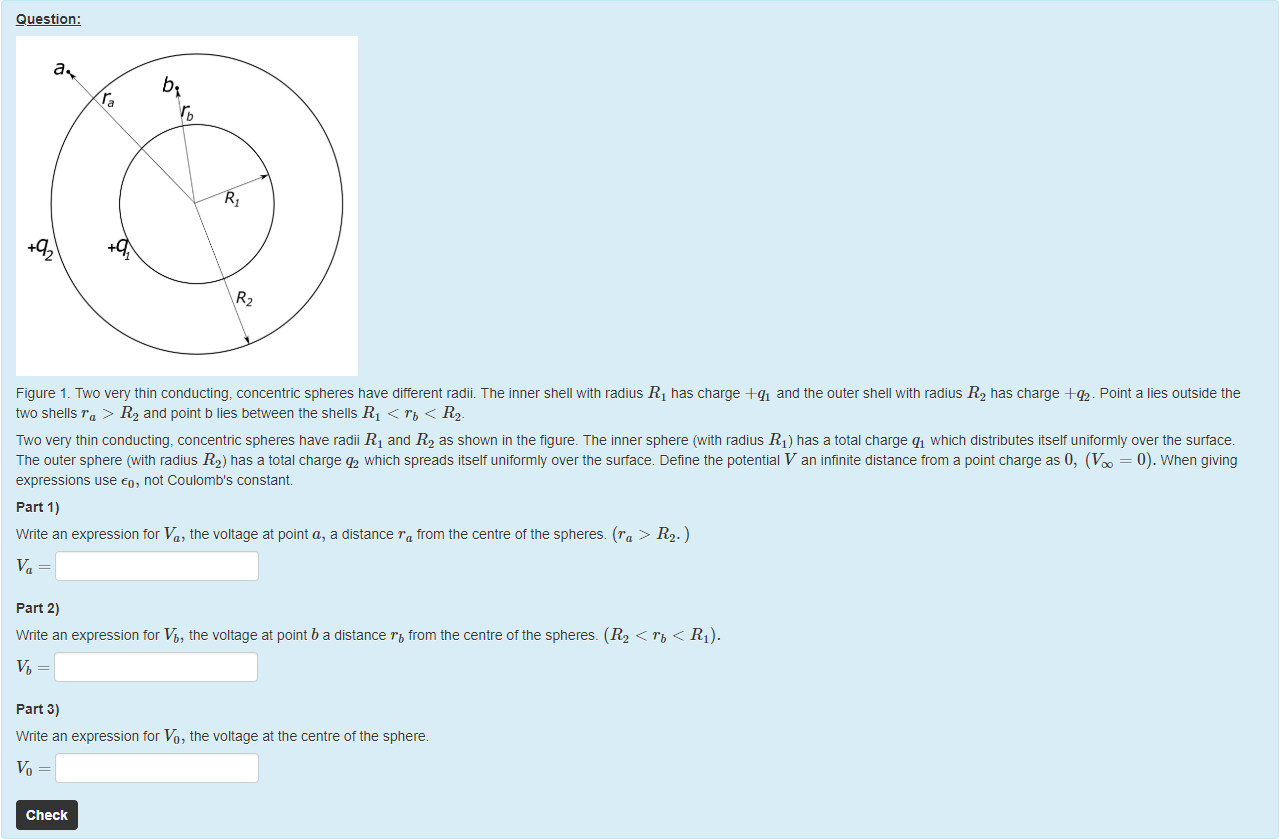 Question:
a
r_a
b
r_b
R_1
+q_2
+q_1
R_2
Figure 1. Two very thin conducting, concentric spheres have different radii. The inner shell with radius R_1 has charge +q_1 and the outer shell with radius R_2 has charge +q_2. Point a lies outside the
two shells r_a > R_2 and point b lies between the shells R_1 < r_b < R_2.
Two very thin conducting, concentric spheres have radii R_1 and R_2 as shown in the figure. The inner sphere (with radius R_1) has a total charge q_1 which distributes itself uniformly over the surface.
The outer sphere (with radius R_2) has a total charge q_2 which spreads itself uniformly over the surface. Define the potential V an infinite distance from a point charge as 0, (V_∞ = 0). When giving
expressions use ϵ_0, not Coulomb's constant.
Part 1)
Write an expression for V_a, the voltage at point a, a distance r_a from the centre of the spheres. (r_a > R_2.)
V_a =
Part 2)
Write an expression for V_b, the voltage at point b a distance r_b from the centre of the spheres. (R_2 < r_b < R_1).
V_b =
Part 3)
Write an expression for V_0, the voltage at the centre of the sphere.
V_0 =
Check